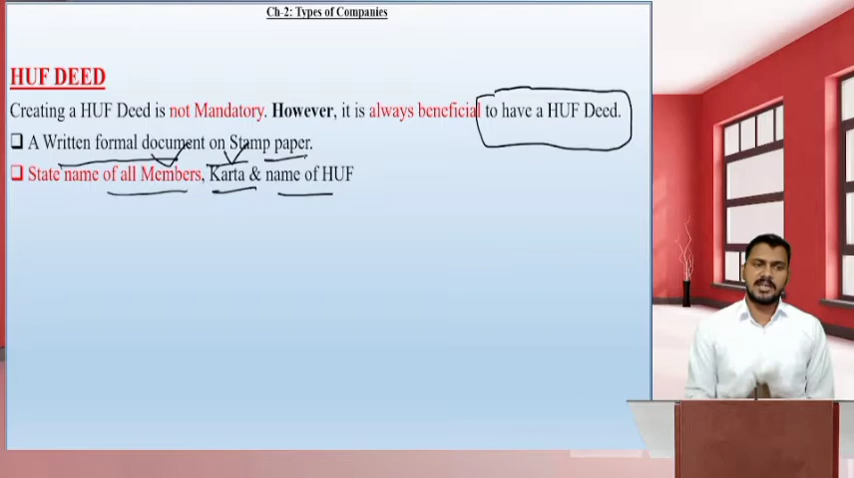 Ch-2: Types of Companies
HUF DEED
Creating a HUF Deed is not Mandatory. However, it is always beneficial to have a HUF Deed.
❑ A Written formal document on Stamp paper.
❑ State name of all Members, Karta & name of HUF